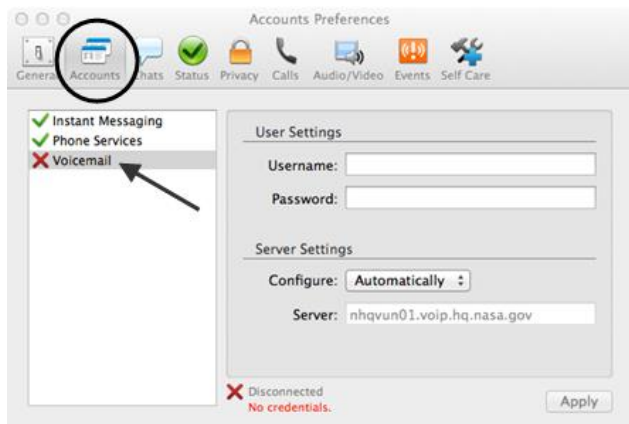 Accounts Preferences
General Accounts Chats Status Privacy Calls Audio/Video Events Self Care
Instant Messaging
Phone Services
Voicemail
User Settings
Username:
Password:
Server Settings
Configure: Automatically
Server: nhqvun01.voip.hq.nasa.gov
Disconnected
No credentials.
Apply